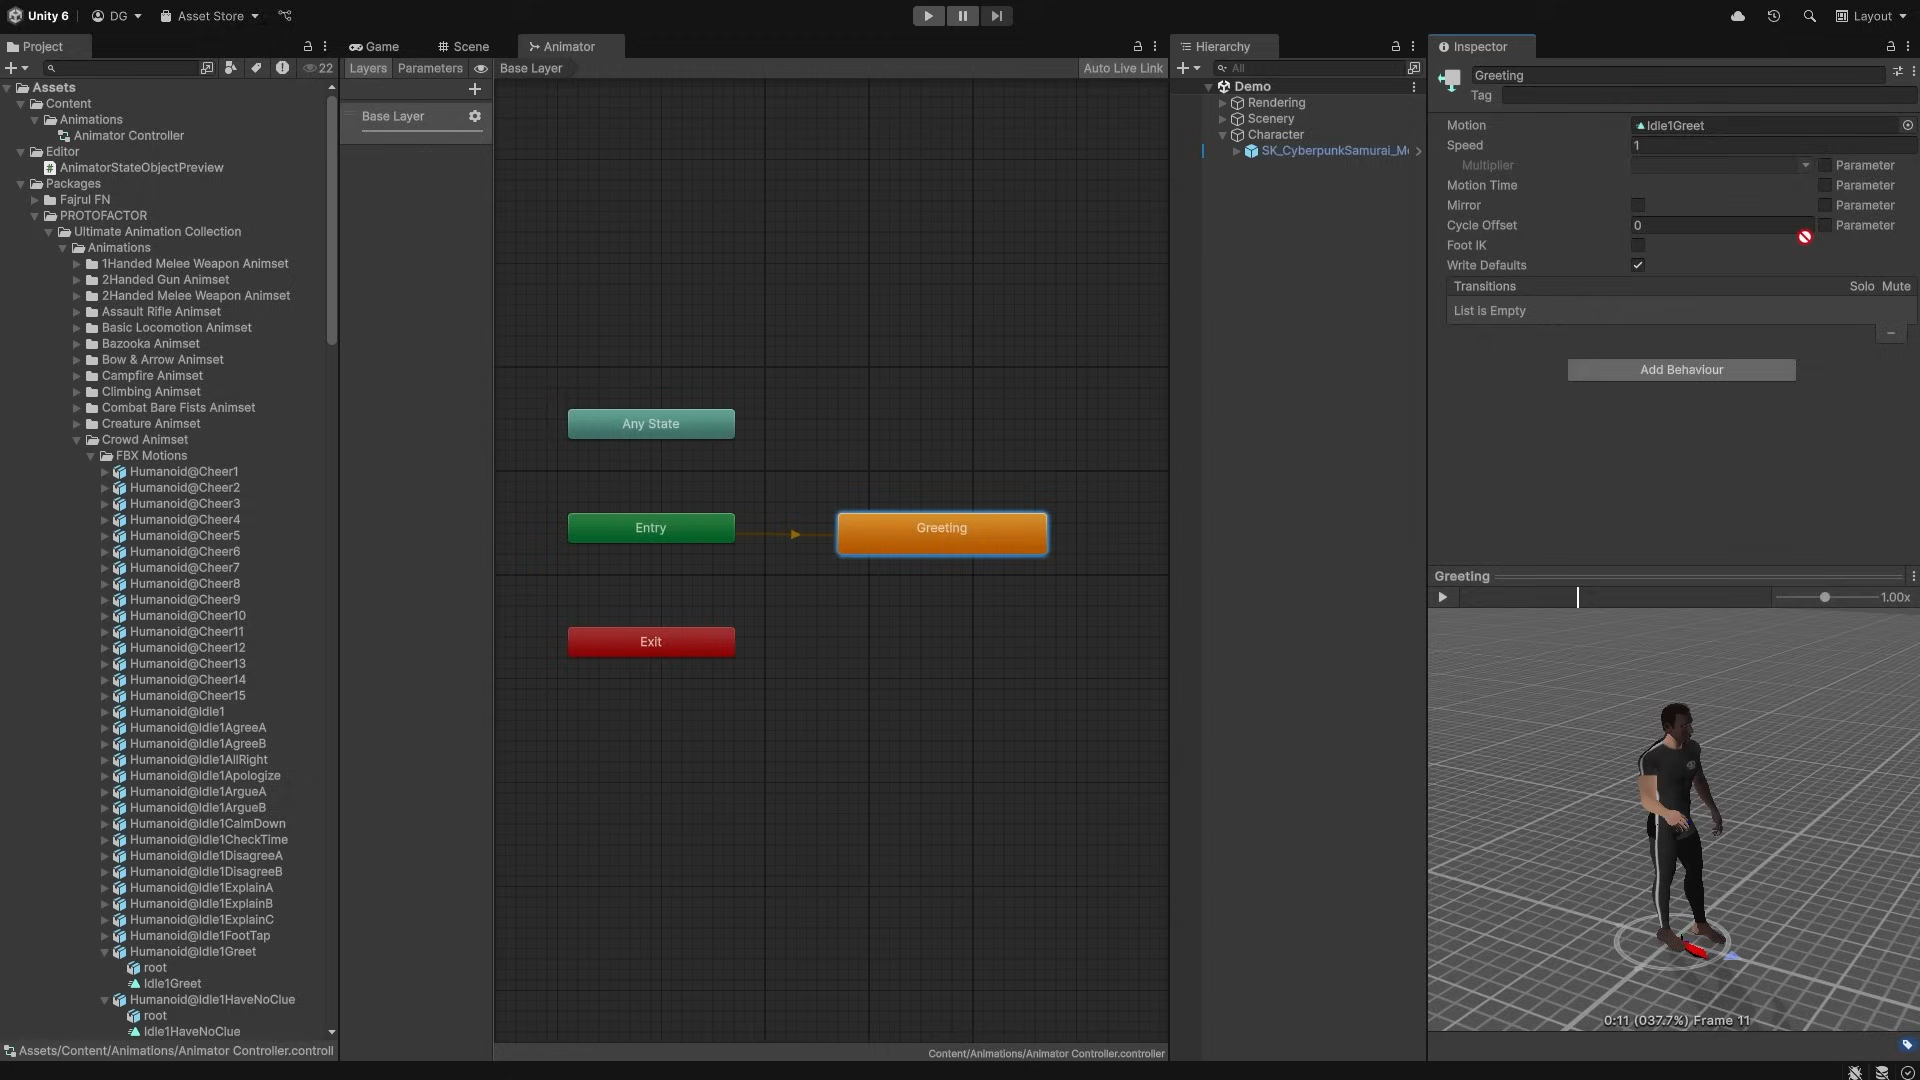 Unity 6
DG
Asset Store
Layout
Project
22
Assets
Content
Animations
Animator Controller
Editor
AnimatorStateObjectPreview
Packages
Fajrul FN
PROTOFACTOR
Ultimate Animation Collection
Animations
1Handed Melee Weapon Animset
2Handed Gun Animset
2Handed Melee Weapon Animset
Assault Rifle Animset
Basic Locomotion Animset
Bazooka Animset
Bow & Arrow Animset
Campfire Animset
Climbing Animset
Combat Bare Fists Animset
Creature Animset
Crowd Animset
FBX Motions
Humanoid@Cheer1
Humanoid@Cheer2
Humanoid@Cheer3
Humanoid@Cheer4
Humanoid@Cheer5
Humanoid@Cheer6
Humanoid@Cheer7
Humanoid@Cheer8
Humanoid@Cheer9
Humanoid@Cheer10
Humanoid@Cheer11
Humanoid@Cheer12
Humanoid@Cheer13
Humanoid@Cheer14
Humanoid@Cheer15
Humanoid@Idle1
Humanoid@Idle1AgreeA
Humanoid@Idle1AgreeB
Humanoid@Idle1AllRight
Humanoid@Idle1Apologize
Humanoid@Idle1ArgueA
Humanoid@Idle1ArgueB
Humanoid@Idle1CalmDown
Humanoid@Idle1CheckTime
Humanoid@Idle1DisagreeA
Humanoid@Idle1DisagreeB
Humanoid@Idle1ExplainA
Humanoid@Idle1ExplainB
Humanoid@Idle1ExplainC
Humanoid@Idle1FootTap
Humanoid@Idle1Greet
root
Idle1Greet
Humanoid@Idle1HaveNoClue
root
Idle1HaveNoClue
Assets/Content/Animations/Animator Controller.controll
Game
Scene
Animator
Layers
Parameters
Base Layer
Auto Live Link
Base Layer
Any State
Entry
Greeting
Exit
Content/Animations/Animator Controller.controller
Hierarchy
All
Demo
Rendering
Scenery
Character
SK_CyberpunkSamurai_M
Inspector
Greeting
Tag
Motion
Idle1Greet
Speed
1
Multiplier
Parameter
Motion Time
Parameter
Mirror
Parameter
Cycle Offset
0
Parameter
Foot IK
Write Defaults
Transitions
Solo
Mute
List is Empty
Add Behaviour
Greeting
1.00x
0:11 (037.7%) Frame 11